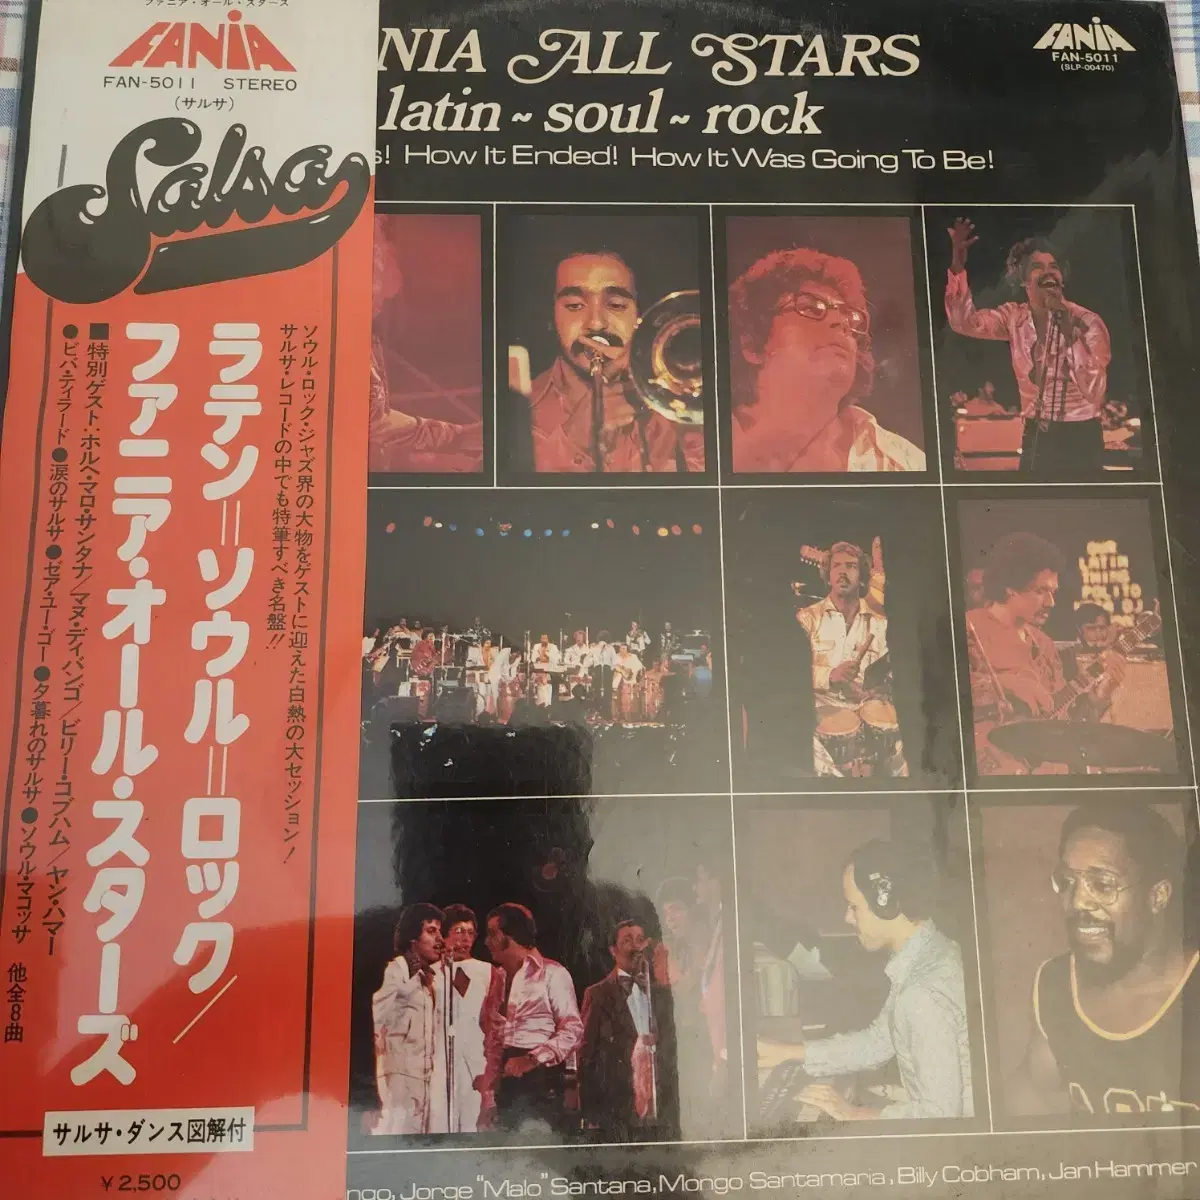 ファニア・オール・スターズ
FANIA
FAN-5011 STEREO
(サルサ)
Salsa
ソウル・ロック・ジャズ界の大物をゲストに迎えた白熱の大セッション!
サルサ・レコードの中でも特筆すべき名盤!!
ラテン=ソウル=ロック/
ファニア・オール・スターズ
■特別ゲスト:ホルヘ・マロ・サンタナ/マヌ・ディバンゴ/ビリー・コブハム/ヤン・ハマー
●ビバ・ティラード●涙のサルサ●ゼア・ユー・ゴー●夕暮れのサルサ●ソウル・マコッサ 他全8曲
サルサ・ダンス図解付
¥2,500
NIA ALL STARS
latin~soul~rock
s! How It Ended! How It Was Going To Be!
FANIA
FAN-5011
(SLP-00470)
OUR
LATIN
THING
POLITO
DJ
ngo, Jorge "Malo" Santana, Mongo Santamaria, Billy Cobham, Jan Hammer